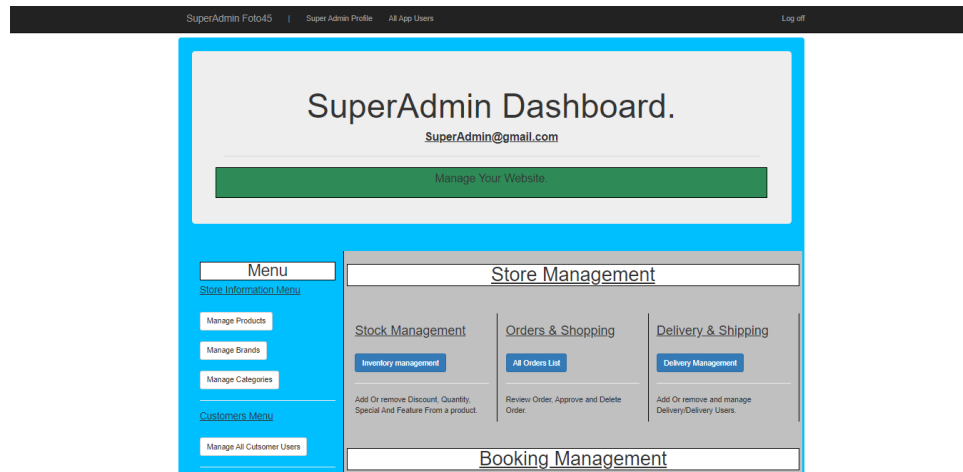 SuperAdmin Foto45 | Super Admin Profile All App Users Log off
SuperAdmin Dashboard.
SuperAdmin@gmail.com
Manage Your Website.
Menu
Store Information Menu
Manage Products
Manage Brands
Manage Categories
Customers Menu
Manage All Cutsomer Users
Store Management
Stock Management
Inventory management
Add Or remove Discount, Quantity,
Special And Feature From a product.
Orders & Shopping
All Orders List
Review Order, Approve and Delete
Order.
Delivery & Shipping
Delivery Management
Add Or remove and manage
Delivery/Delivery Users.
Booking Management